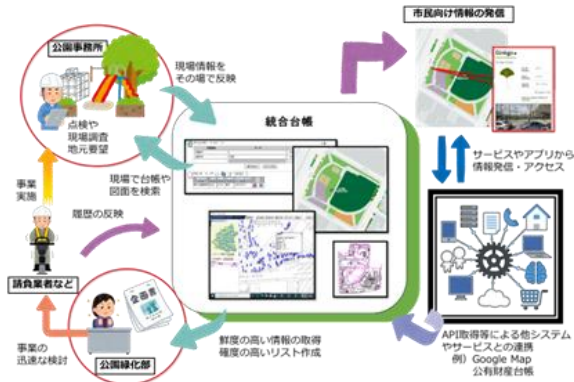 市民向け情報の発信
公園事務所
現場情報を
その場で反映
統合台帳
点検や
現場調査
地元要望
サービスやアプリから
情報発信・アクセス
現場で台帳や
図面を検索
事業
実施
履歴の反映
請負業者など
企画書
公園緑化部
事業の
迅速な検討
鮮度の高い情報の取得
確度の高いリスト作成
API取得等による他システム
やサービスとの連携
例）Google Map
公有財産台帳